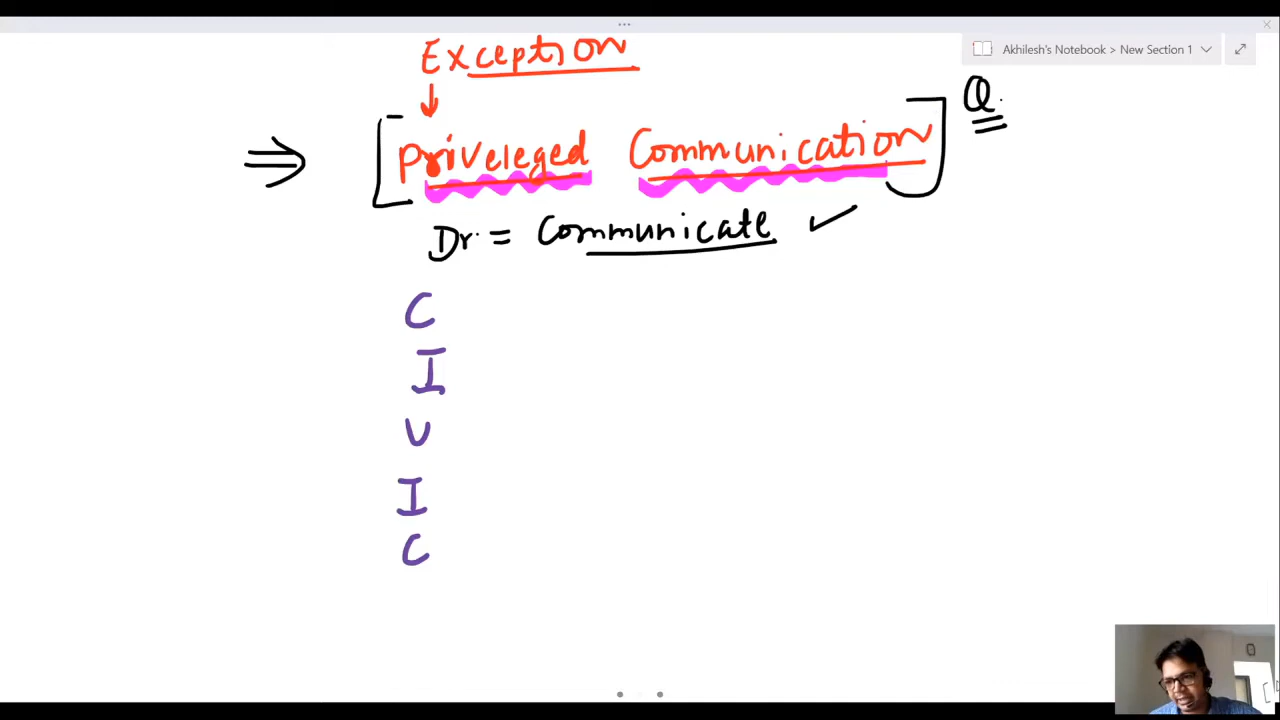 Akhilesh's Notebook > New Section 1
Exception
Priveleged Communication Q.
Dr. = Communicate
C
I
V
I
C